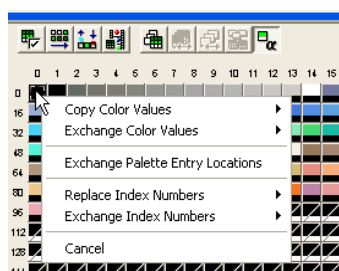 α
0 1 2 3 4 5 6 7 8 9 10 11 12 13 14 15
0
16 Copy Color Values
32 Exchange Color Values
48
64 Exchange Palette Entry Locations
80 Replace Index Numbers
96 Exchange Index Numbers
112
128 Cancel
144